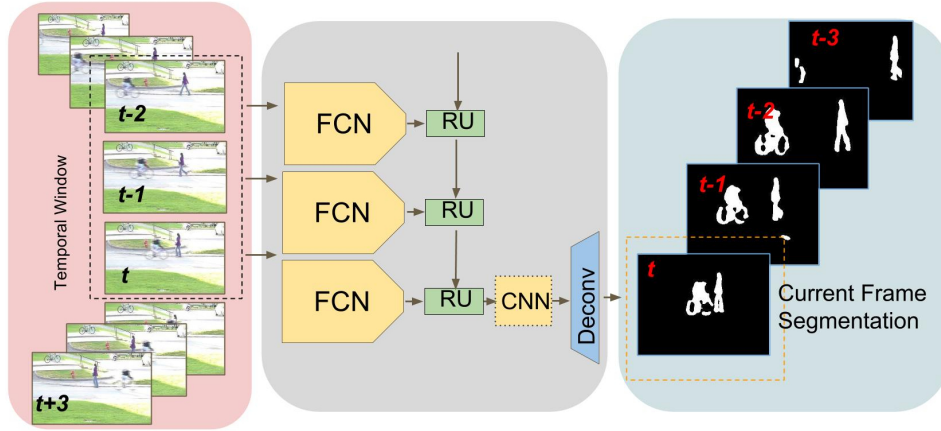 Temporal Window
t-2
t-1
t
t+3
FCN
RU
FCN
RU
FCN
RU
CNN
Deconv
t-3
t-2
t-1
t
Current Frame
Segmentation